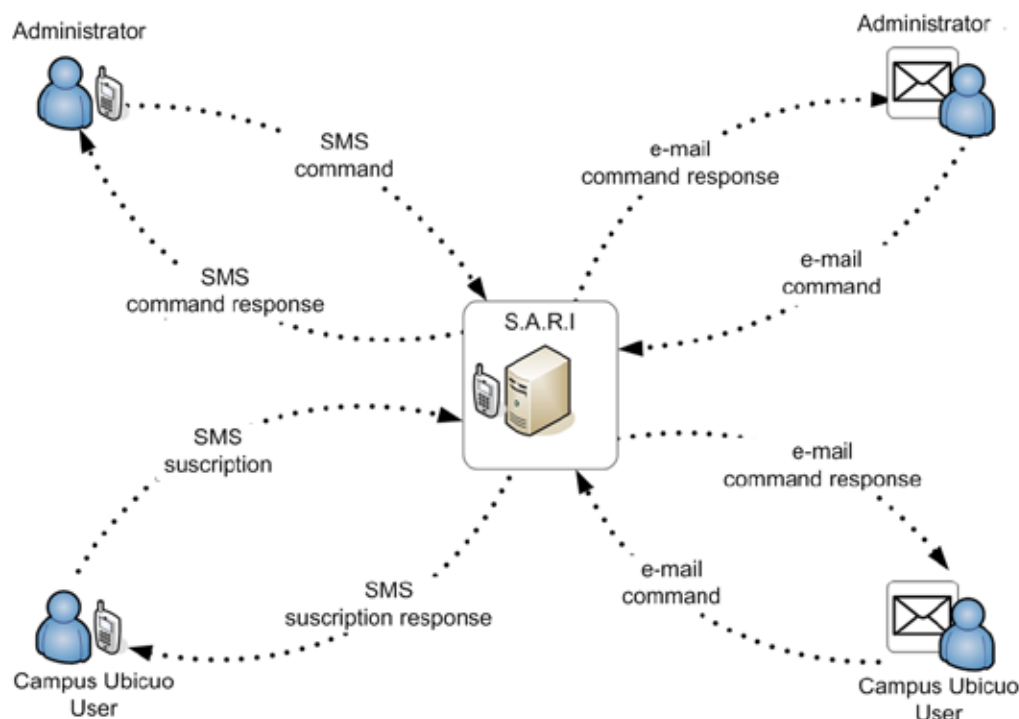 Administrator
Administrator
SMS
command
e-mail
command response
SMS
command response
e-mail
command
S.A.R.I
SMS
suscription
e-mail
command response
SMS
suscription response
e-mail
command
Campus Ubicuo
User
Campus Ubicuo
User